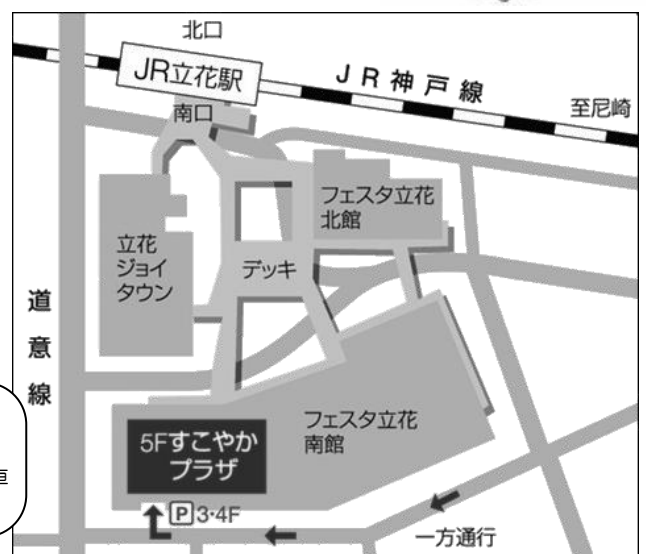 北口
JR立花駅
JR神戸線
南口
至尼崎
フェスタ立花
北館
立花
ジョイ
タウン
デッキ
道意線
フェスタ立花
南館
5Fすこやか
プラザ
P3・4F
一方通行